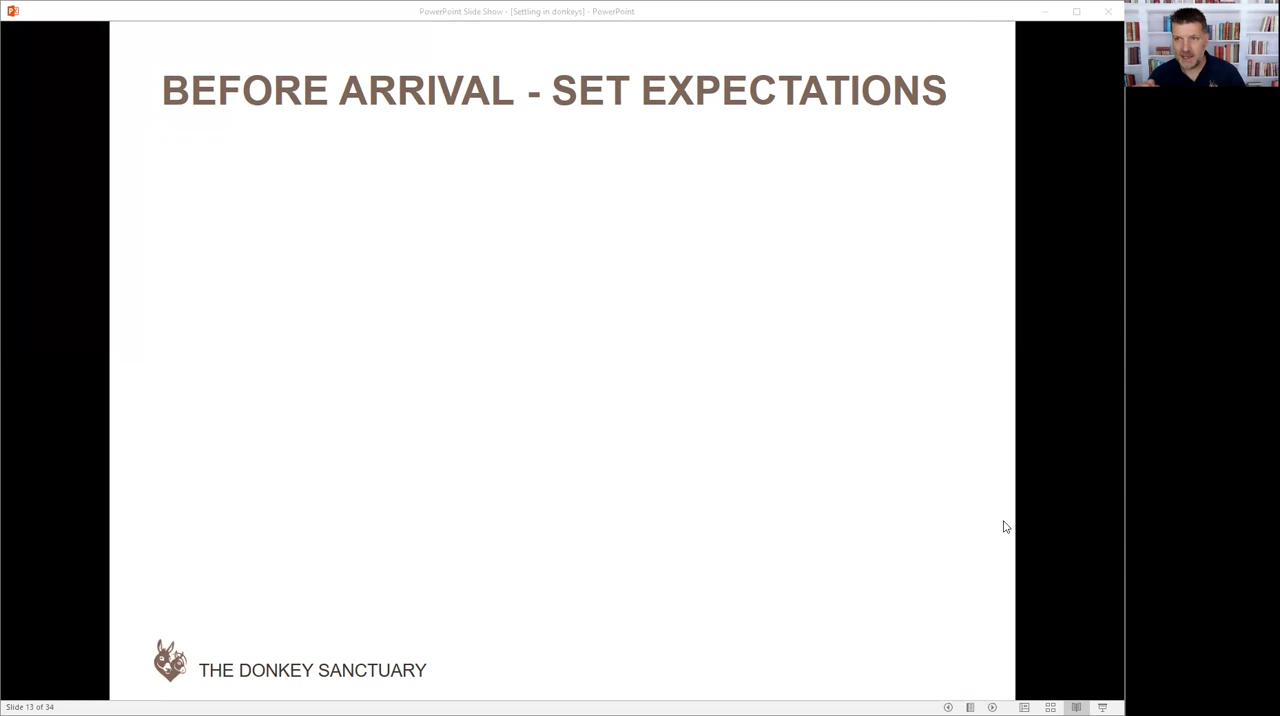 PowerPoint Slide Show - [Settling in donkeys] - PowerPoint
BEFORE ARRIVAL - SET EXPECTATIONS
THE DONKEY SANCTUARY
Slide 13 of 34